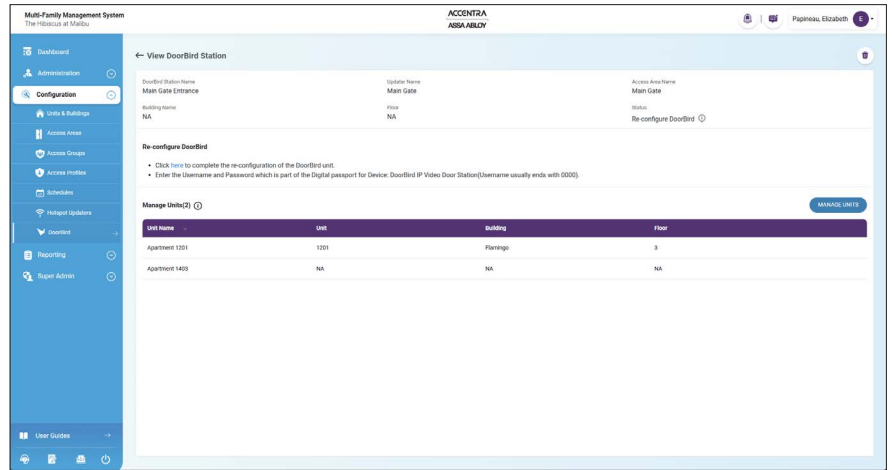 Multi-Family Management System
The Hibiscus at Malibu
ACCENTRA
ASSA ABLOY
Papineau, Elizabeth E
Dashboard
Administration
Configuration
Units & Buildings
Access Areas
Access Groups
Access Profiles
Schedules
Hotspot Updaters
DoorBird
Reporting
Super Admin
User Guides
← View DoorBird Station
DoorBird Station Name Updater Name Access Area Name
Main Gate Entrance Main Gate Main Gate
Building Name Floor Status
NA NA Re-configure DoorBird
Re-configure DoorBird
• Click here to complete the re-configuration of the DoorBird unit.
• Enter the Username and Password which is part of the Digital passport for Device: DoorBird IP Video Door Station(Username usually ends with 0000).
Manage Units(2) MANAGE UNITS
Unit Name Unit Building Floor
Apartment 1201 1201 Flamingo 3
Apartment 1403 NA NA NA